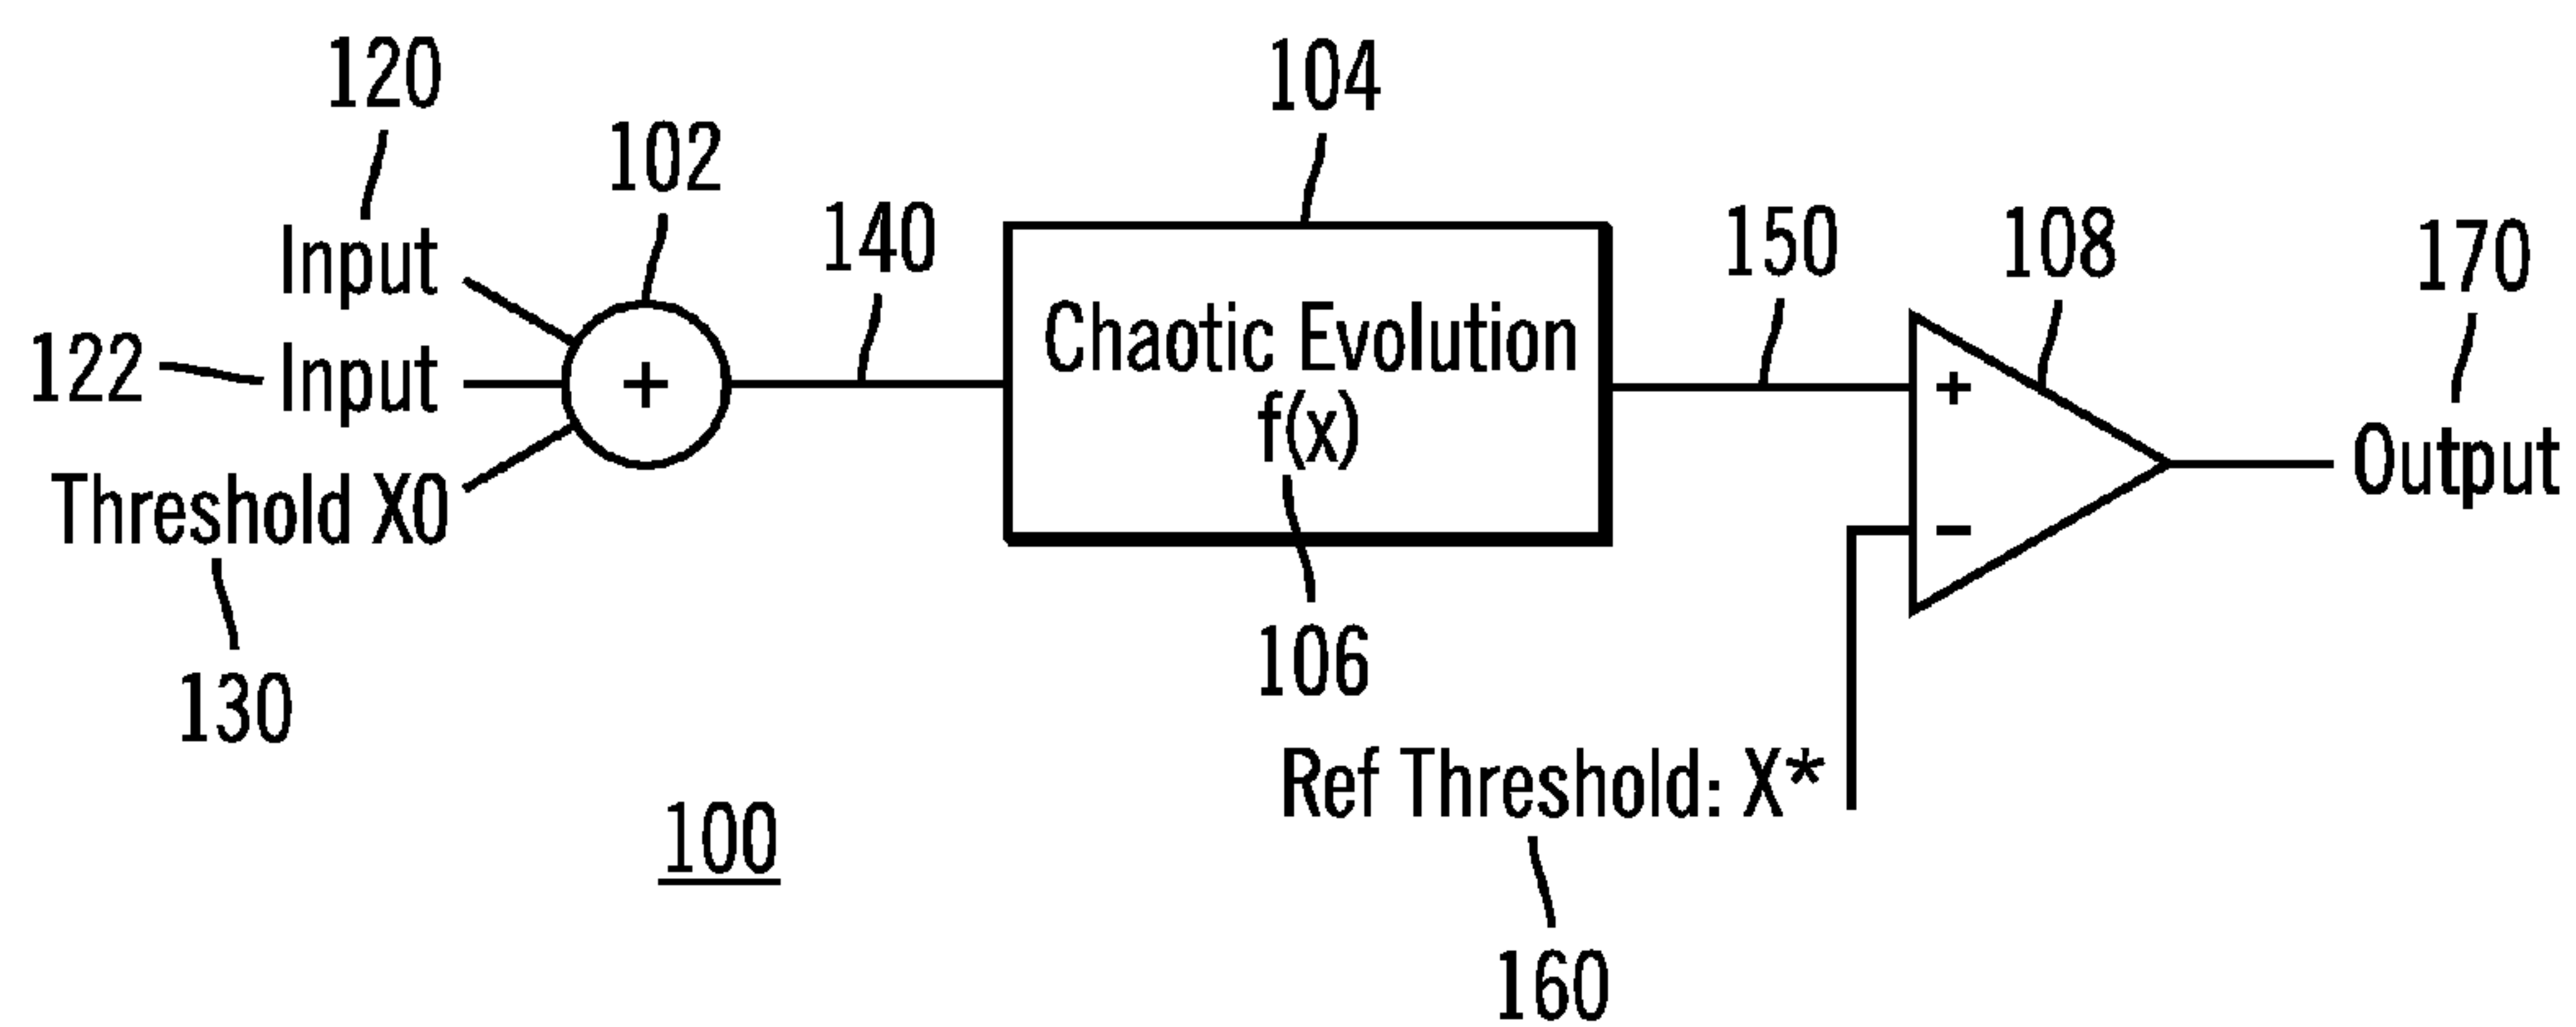 120
102
104
140
150
108
170
Input
122
Input
+
Chaotic Evolution
f(x)
+
−
Output
Threshold X0
130
106
Ref Threshold: X*
160
100